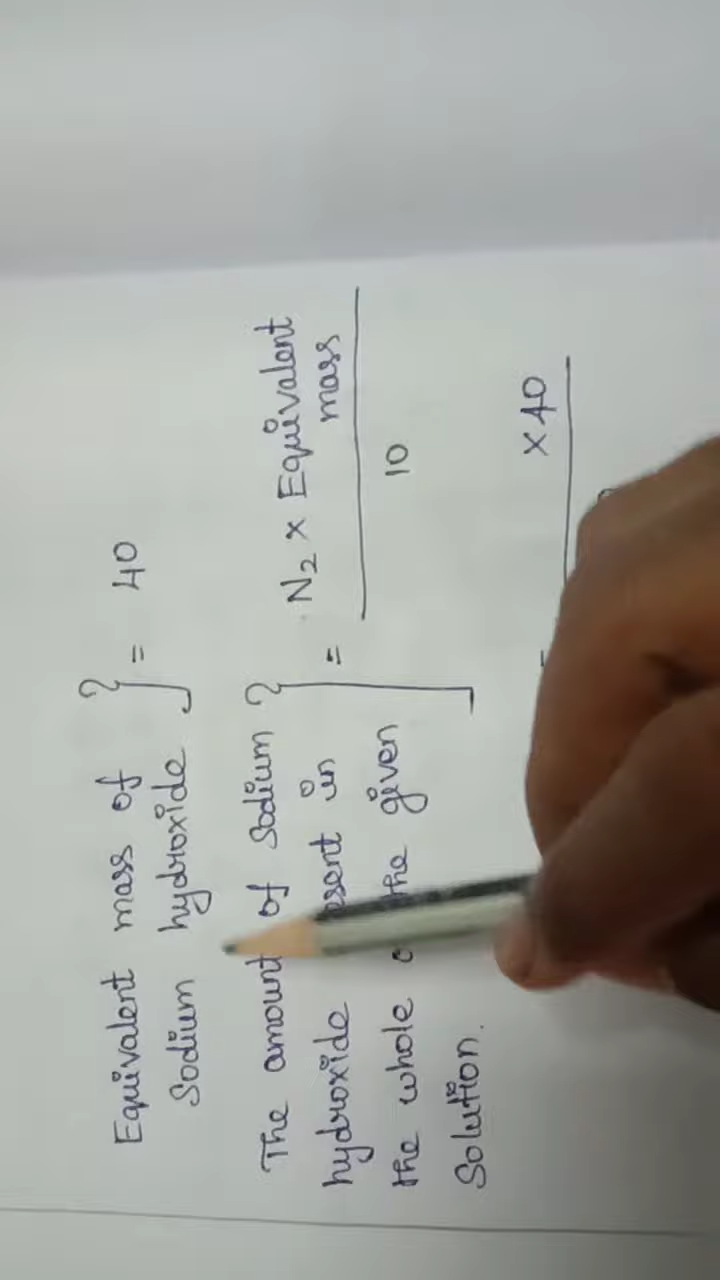 Equivalent mass of
Sodium hydroxide } = 40
The amount of Sodium
hydroxide in
the whole the given
Solution.
} = N₂ × Equivalent
mass
10
× 40